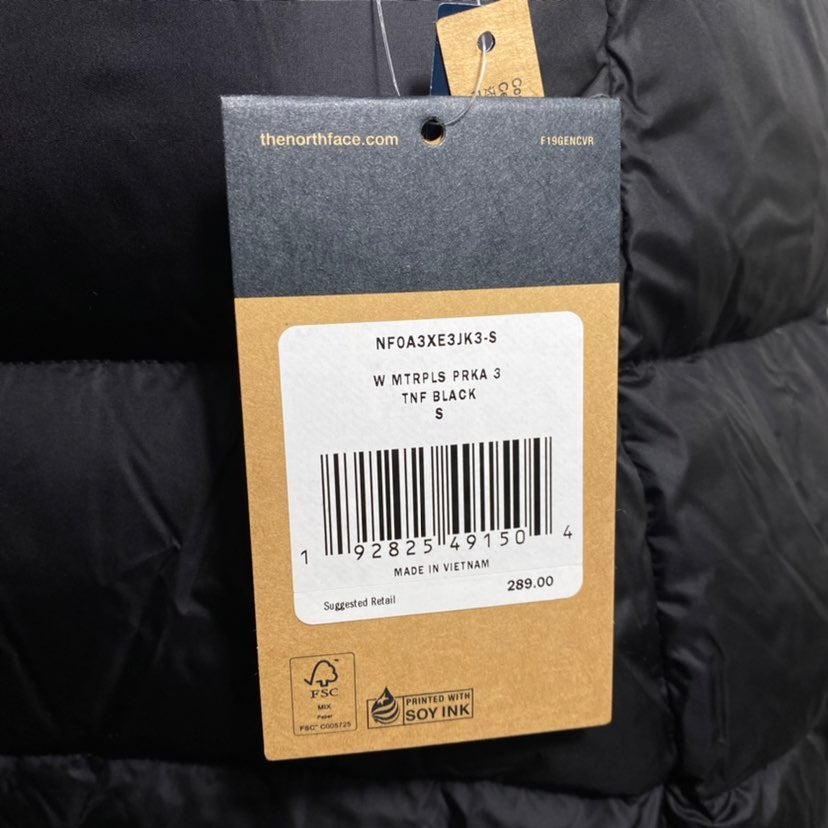 thenorthface.com
F19GENCVR
NF0A3XE3JK3-S
W MTRPLS PRKA 3
TNF BLACK
S
1 92825 49150 4
MADE IN VIETNAM
289.00
Suggested Retail
FSC
MIX
Paper
FSC™ C005725
PRINTED WITH
SOY INK